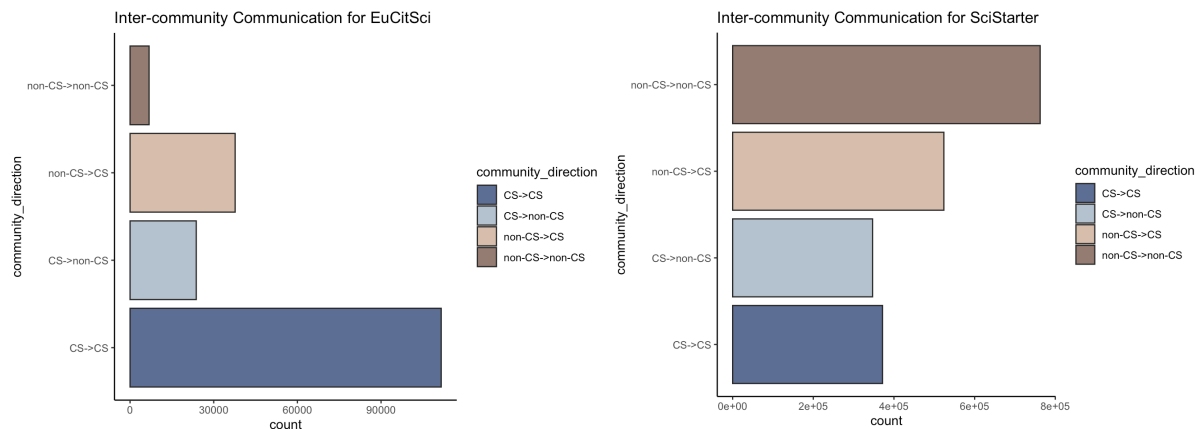 Inter-community Communication for EuCitSci
community_direction
non-CS->non-CS
non-CS->CS
CS->non-CS
CS->CS
0
30000
60000
90000
count
community_direction
CS->CS
CS->non-CS
non-CS->CS
non-CS->non-CS
Inter-community Communication for SciStarter
community_direction
non-CS->non-CS
non-CS->CS
CS->non-CS
CS->CS
0e+00
2e+05
4e+05
6e+05
8e+05
count
community_direction
CS->CS
CS->non-CS
non-CS->CS
non-CS->non-CS